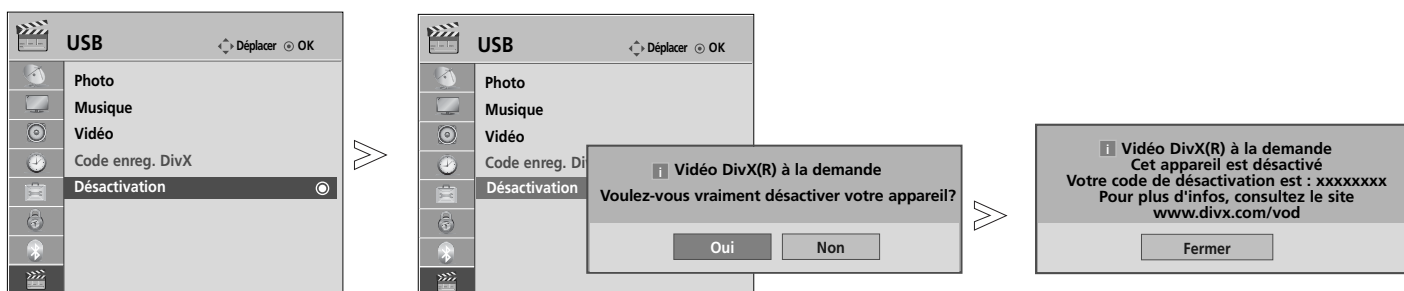 USB Déplacer OK
Photo
Musique
Vidéo
Code enreg. DivX
Désactivation
USB Déplacer OK
Photo
Musique
Vidéo
Code enreg. Di
Désactivation
i Vidéo DivX(R) à la demande
Voulez-vous vraiment désactiver votre appareil?
Oui Non
i Vidéo DivX(R) à la demande
Cet appareil est désactivé
Votre code de désactivation est : xxxxxxxx
Pour plus d'infos, consultez le site
www.divx.com/vod
Fermer